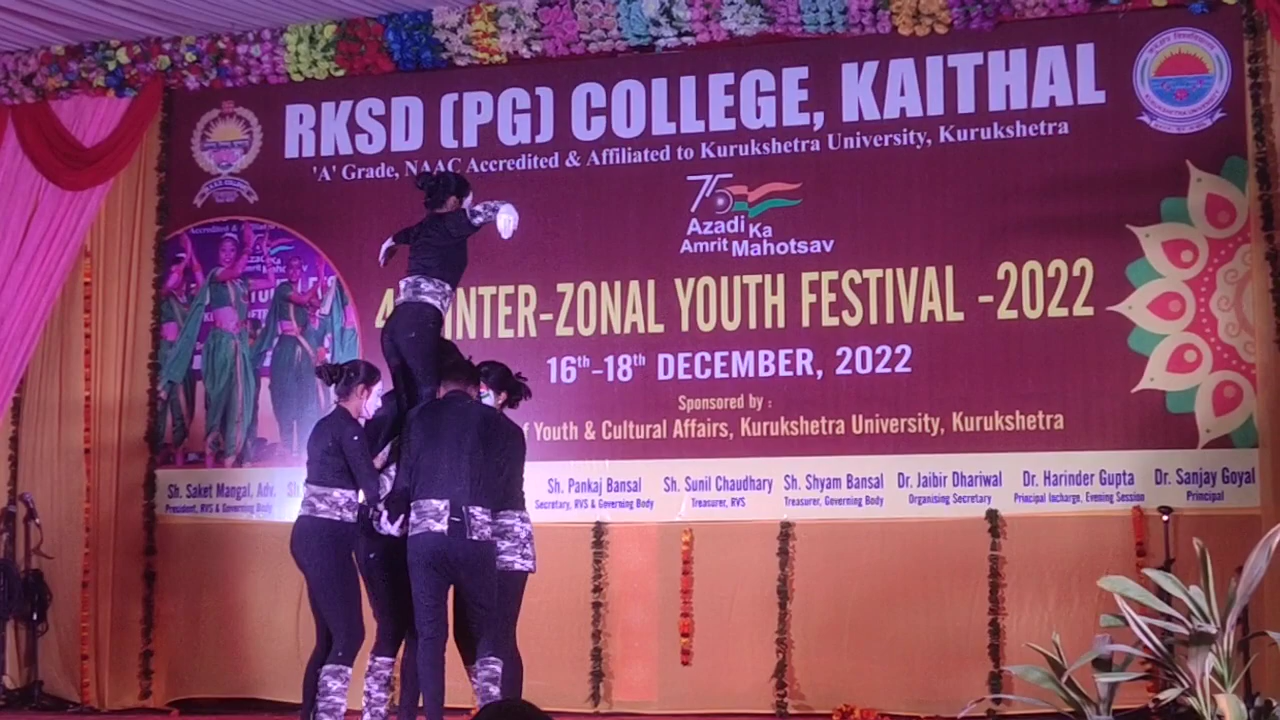 RKSD (PG) COLLEGE, KAITHAL
'A' Grade, NAAC Accredited & Affiliated to Kurukshetra University, Kurukshetra
75
Azadi Ka
Amrit Mahotsav
4 INTER-ZONAL YOUTH FESTIVAL -2022
16th-18th DECEMBER, 2022
Sponsored by :
f Youth & Cultural Affairs, Kurukshetra University, Kurukshetra
Sh. Saket Mangal, Adv. Sh. Sh. Pankaj Bansal Sh. Sunil Chaudhary Sh. Shyam Bansal Dr. Jaibir Dhariwal Dr. Harinder Gupta Dr. Sanjay Goyal
President, RVS & Governing Body Secretary, RVS & Governing Body Treasurer, RVS Treasurer, Governing Body Organising Secretary Principal Incharge, Evening Session Principal